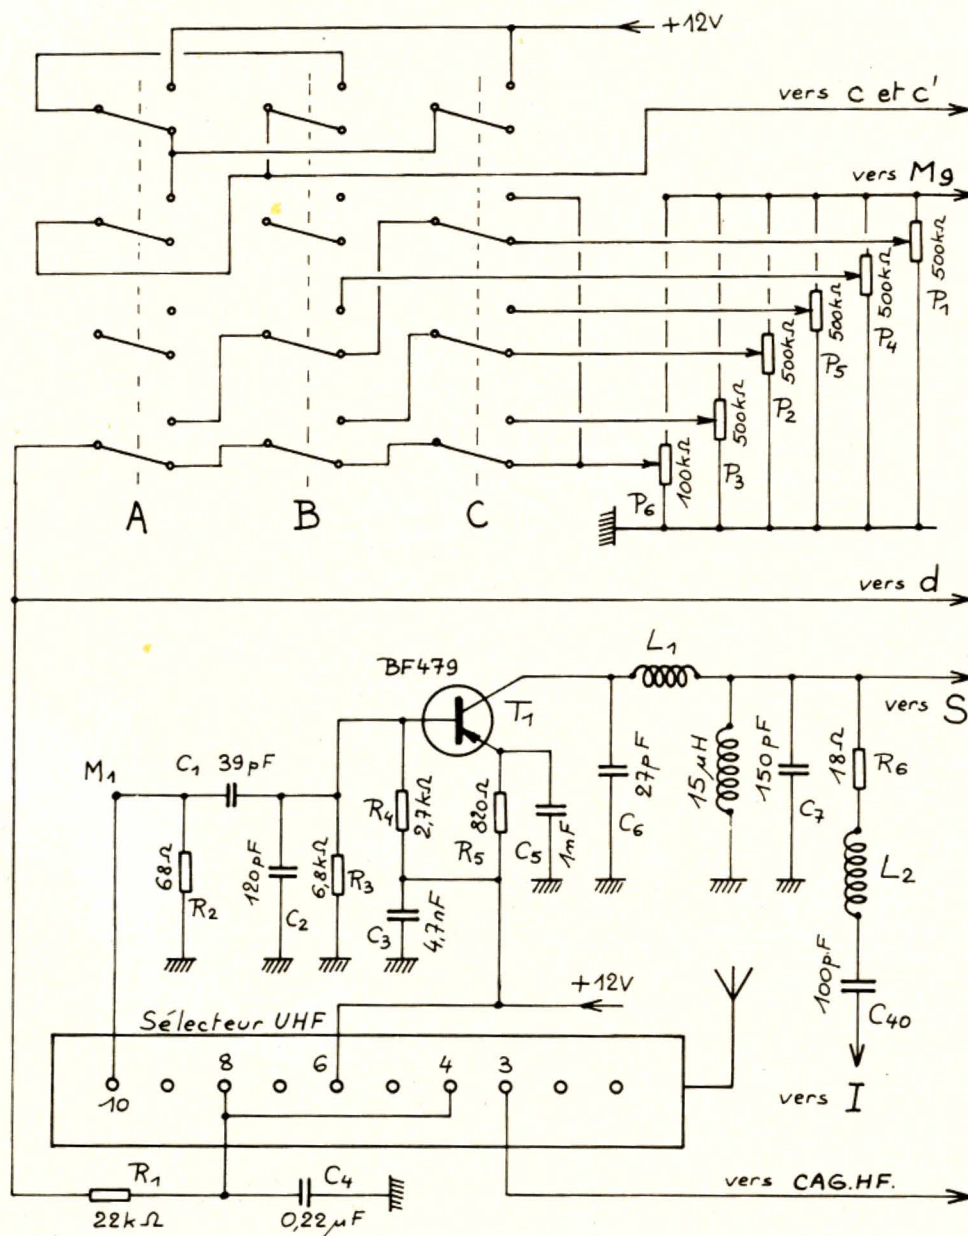 +12V
vers c et c'
vers M9
500kΩ
P1
500kΩ
P4
500kΩ
P5
500kΩ
P2
500kΩ
P3
100kΩ
P6
A
B
C
vers d
BF479
T1
L1
vers S
M1
C1 39pF
R4
2,7kΩ
820Ω
R5
C5
1nF
27pF
C6
15μH
150pF
C7
18Ω
R6
68Ω
R2
120pF
C2
6,8kΩ
R3
C3
4,7nF
L2
100pF
C40
+12V
Sélecteur UHF
10
8
6
4
3
vers I
R1
22kΩ
C4
0,22μF
vers CAG.HF.